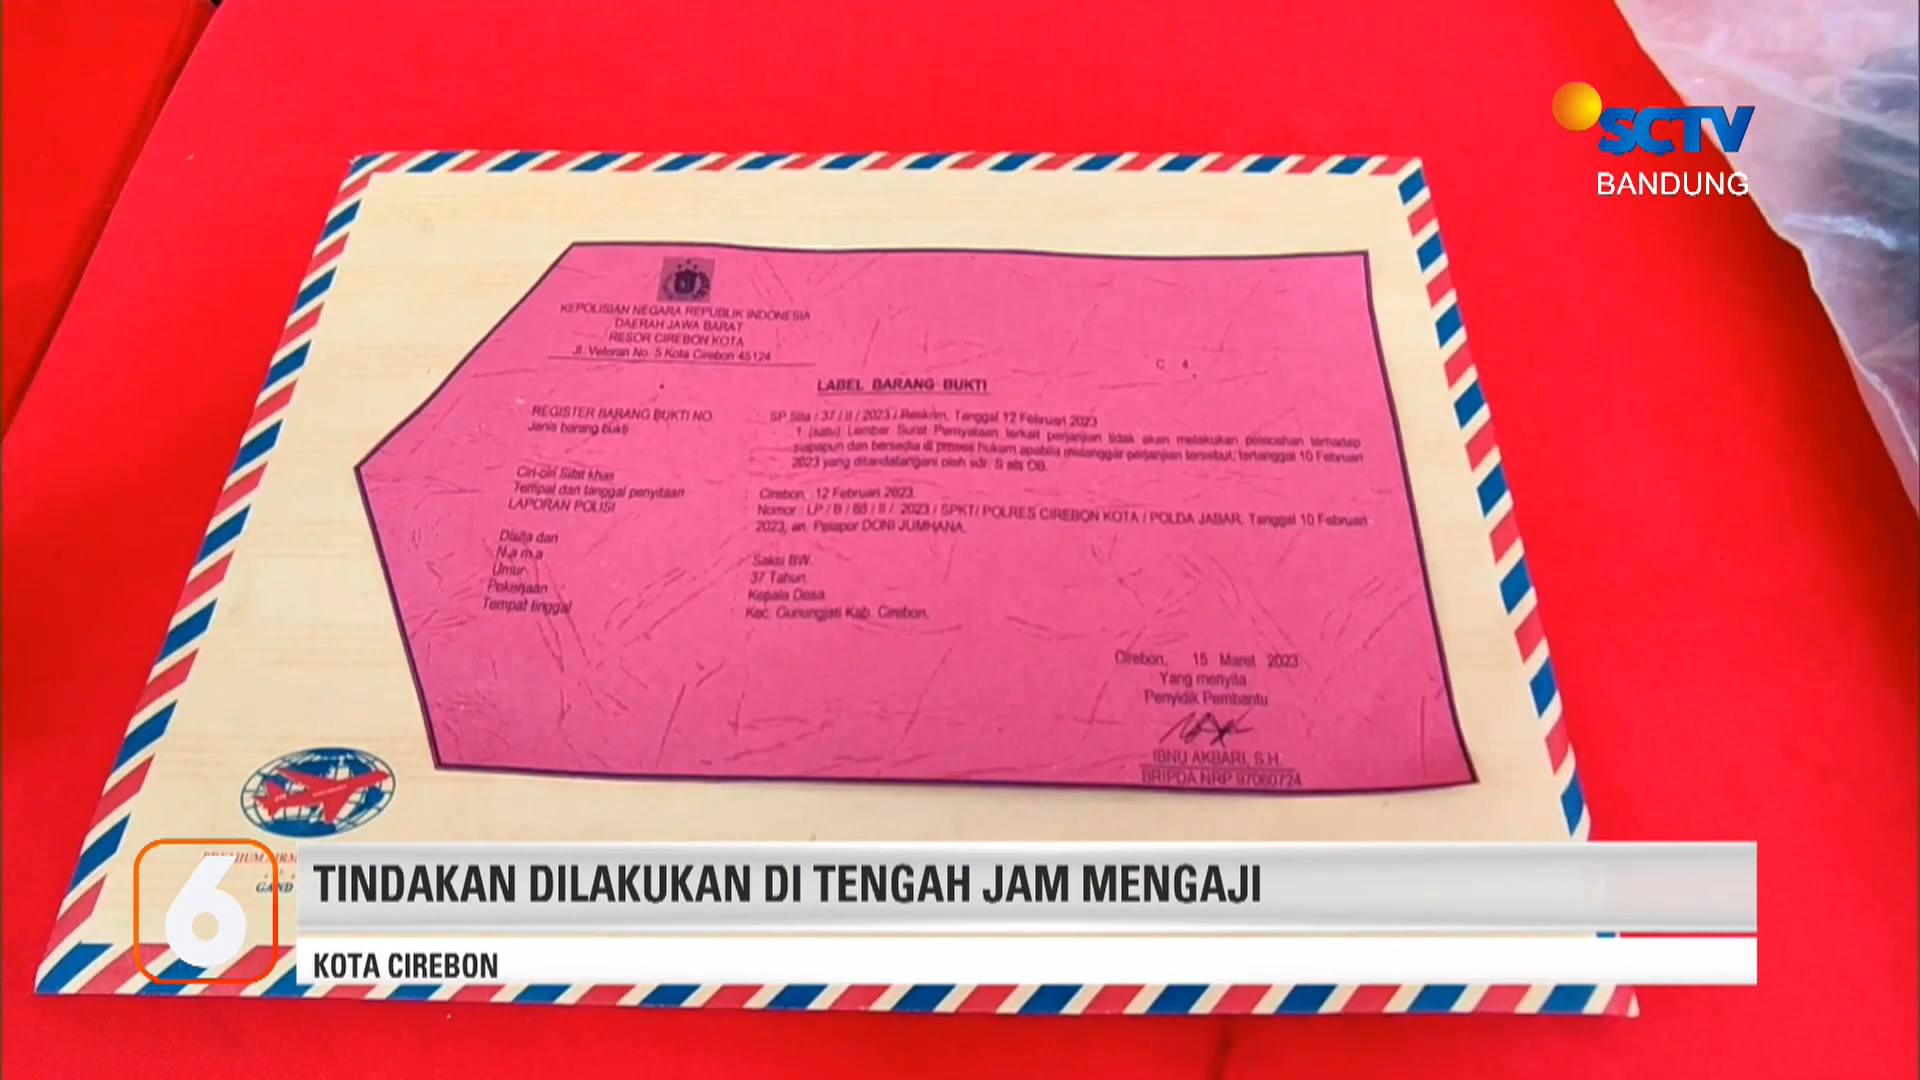 SCTV
BANDUNG
KEPOLISIAN NEGARA REPUBLIK INDONESIA
DAERAH JAWA BARAT
RESOR CIREBON KOTA
Jl. Veteran No. 5 Kota Cirebon 45124
C 4
LABEL BARANG BUKTI
REGISTER BARANG BUKTI NO. : SP Sita / 37 / II / 2023 / Reskrim, Tanggal 12 Februari 2023
Jenis barang bukti 1 (satu) Lembar Surat Pernyataan terkait perjanjian tidak akan melakukan pelecehan terhadap
siapapun dan bersedia di proses hukum apabila melanggar perjanjian tersebut, tertanggal 10 Februari
2023 yang ditandatangani oleh sdr. S als OB.
Ciri-ciri Sifat khas
Tempat dan tanggal penyitaan : Cirebon, 12 Februari 2023.
LAPORAN POLISI : Nomor : LP / B / / II / 2023 / SPKT/ POLRES CIREBON KOTA / POLDA JABAR, Tanggal 10 Februari
2023, an. Pelapor DONI JUMHANA.
Disita dari
N a m a : Saksi BW.
Umur : 37 Tahun.
Pekerjaan : Kepala Desa.
Tempat tinggal : Kec. Gunungjati Kab. Cirebon.
Cirebon, 15 Maret 2023
Yang menyita
Penyidik Pembantu
IBNU AKBARI, S.H.
BRIPDA NRP 97060724
6
TINDAKAN DILAKUKAN DI TENGAH JAM MENGAJI
KOTA CIREBON